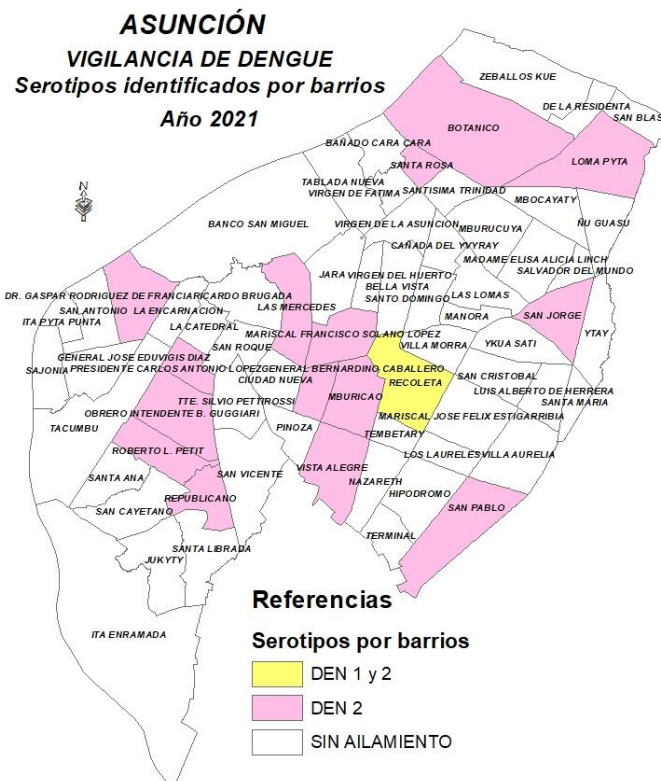 ASUNCIÓN
VIGILANCIA DE DENGUE
Serotipos identificados por barrios
Año 2021
ZEBALLOS KUE
DE LA RESIDENTA
SAN BLAS
BOTANICO
BAÑADO CARA CARA
LOMA PYTA
SANTA ROSA
TABLADA NUEVA
SANTISIMA TRINIDAD
VIRGEN DE FATIMA
MBOCAYATY
N
BANCO SAN MIGUEL
VIRGEN DE LA ASUNCION
MBURUCUYA
ÑU GUASU
CAÑADA DEL YVYRAY
MADAME ELISA ALICIA LINCH
JARA
VIRGEN DEL HUERTO
SALVADOR DEL MUNDO
BELLA VISTA
DR. GASPAR RODRIGUEZ DE FRANCIA
RICARDO BRUGADA
SANTO DOMINGO
LAS LOMAS
SAN ANTONIO
LA ENCARNACION
LAS MERCEDES
MANORA
SAN JORGE
ITA PYTA PUNTA
LA CATEDRAL
MARISCAL FRANCISCO SOLANO LOPEZ
YTAY
SAN ROQUE
VILLA MORRA
YKUA SATI
GENERAL JOSE EDUVIGIS DIAZ
SAJONIA
PRESIDENTE CARLOS ANTONIO LOPEZ
GENERAL BERNARDINO CABALLERO
SAN CRISTOBAL
CIUDAD NUEVA
RECOLETA
LUIS ALBERTO DE HERRERA
MBURICAO
SANTA MARIA
TTE. SILVIO PETTIROSSI
OBRERO INTENDENTE B. GUGGIARI
MARISCAL JOSE FELIX ESTIGARRIBIA
TACUMBU
PINOZA
TEMBETARY
ROBERTO L. PETIT
LOS LAURELES
VILLA AURELIA
SANTA ANA
SAN VICENTE
VISTA ALEGRE
NAZARETH
REPUBLICANO
HIPODROMO
SAN CAYETANO
SAN PABLO
TERMINAL
SANTA LIBRADA
JUKYTY
ITA ENRAMADA
Referencias
Serotipos por barrios
DEN 1 y 2
DEN 2
SIN AILAMIENTO